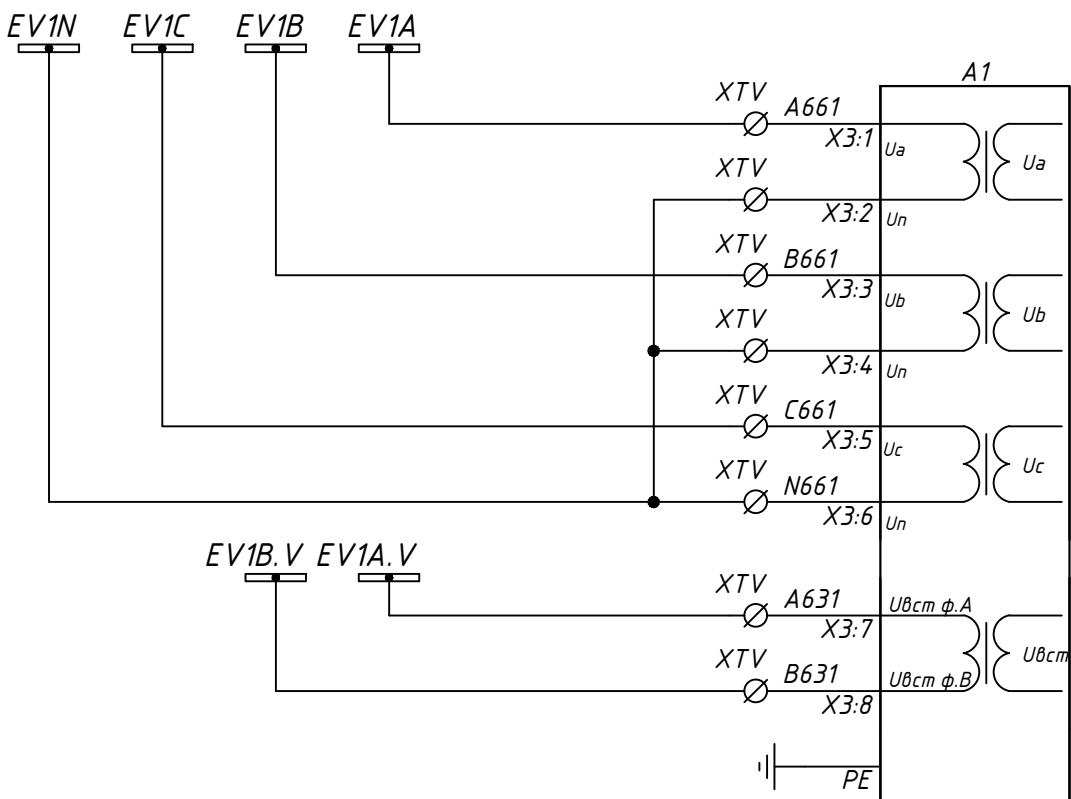 EV1N EV1C EV1B EV1A
A1
XTV A661
X3:1 Ua Ua
XTV
X3:2 Un
XTV B661
X3:3 Ub Ub
XTV
X3:4 Un
XTV C661
X3:5 Uc Uc
XTV N661
X3:6 Un
EV1B.V EV1A.V
XTV A631 Uвст ф.А
X3:7 Uвст
XTV B631 Uвст ф.В
X3:8
PE